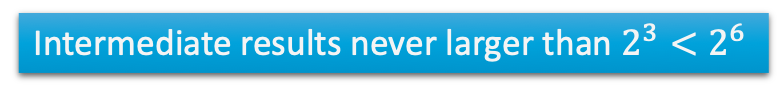 Intermediate results never larger than 2³ < 2⁶